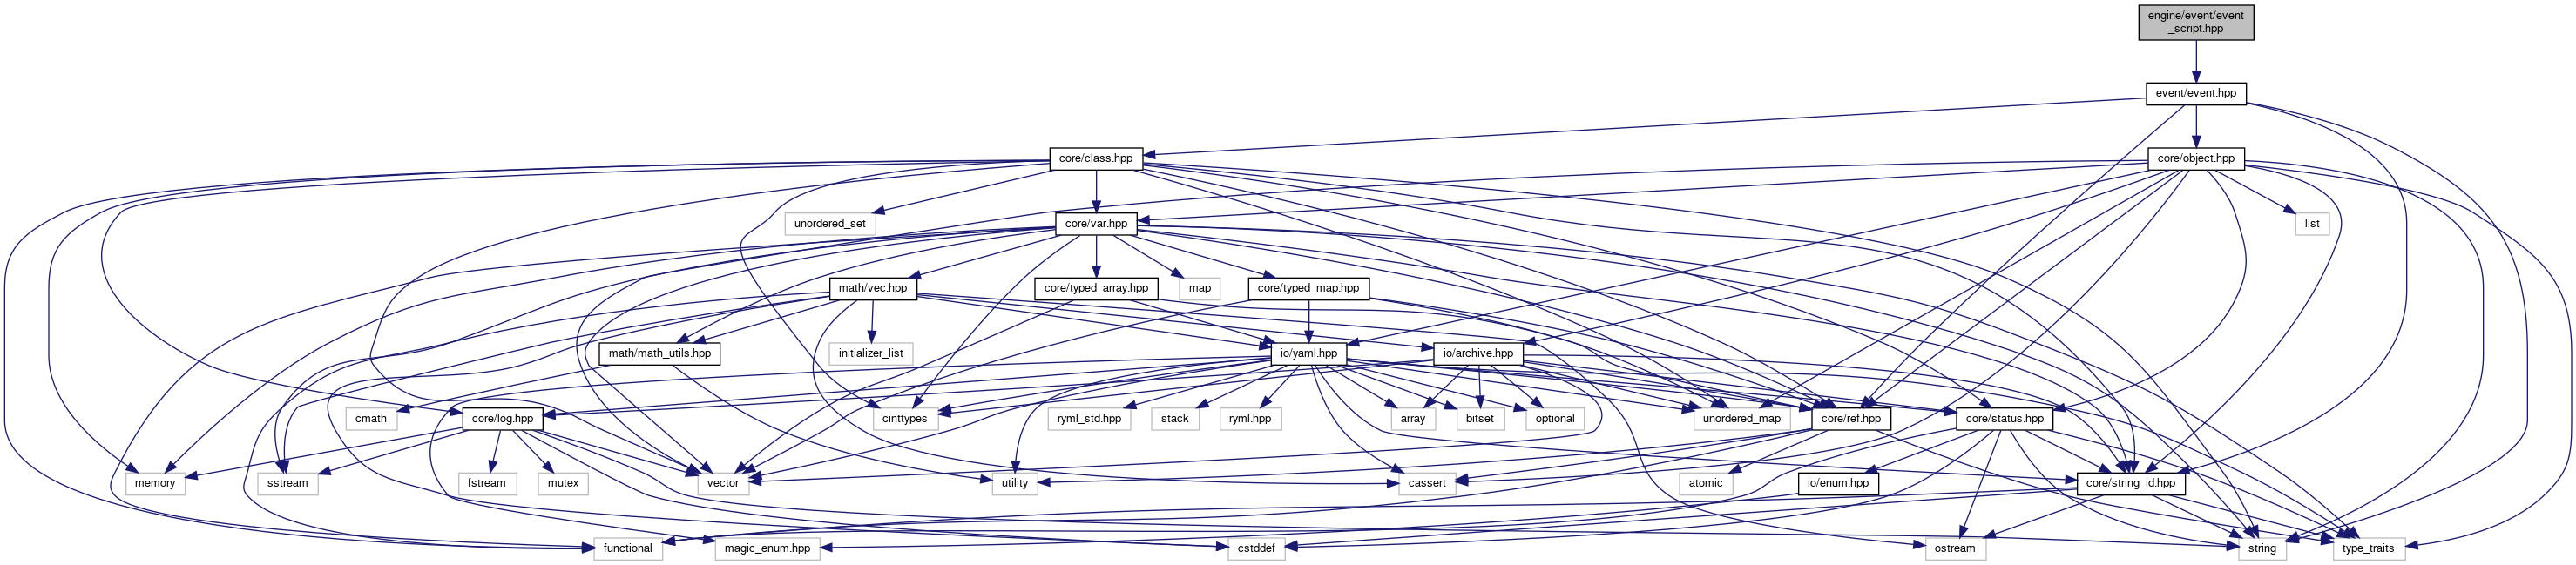 engine/event/event
_script.hpp
event/event.hpp
core/class.hpp
core/object.hpp
unordered_set
core/var.hpp
list
math/vec.hpp
core/typed_array.hpp
map
core/typed_map.hpp
math/math_utils.hpp
initializer_list
io/yaml.hpp
io/archive.hpp
cmath
core/log.hpp
cinttypes
ryml_std.hpp
stack
ryml.hpp
array
bitset
optional
unordered_map
core/ref.hpp
core/status.hpp
memory
sstream
fstream
mutex
vector
utility
cassert
atomic
io/enum.hpp
core/string_id.hpp
functional
magic_enum.hpp
cstddef
ostream
string
type_traits